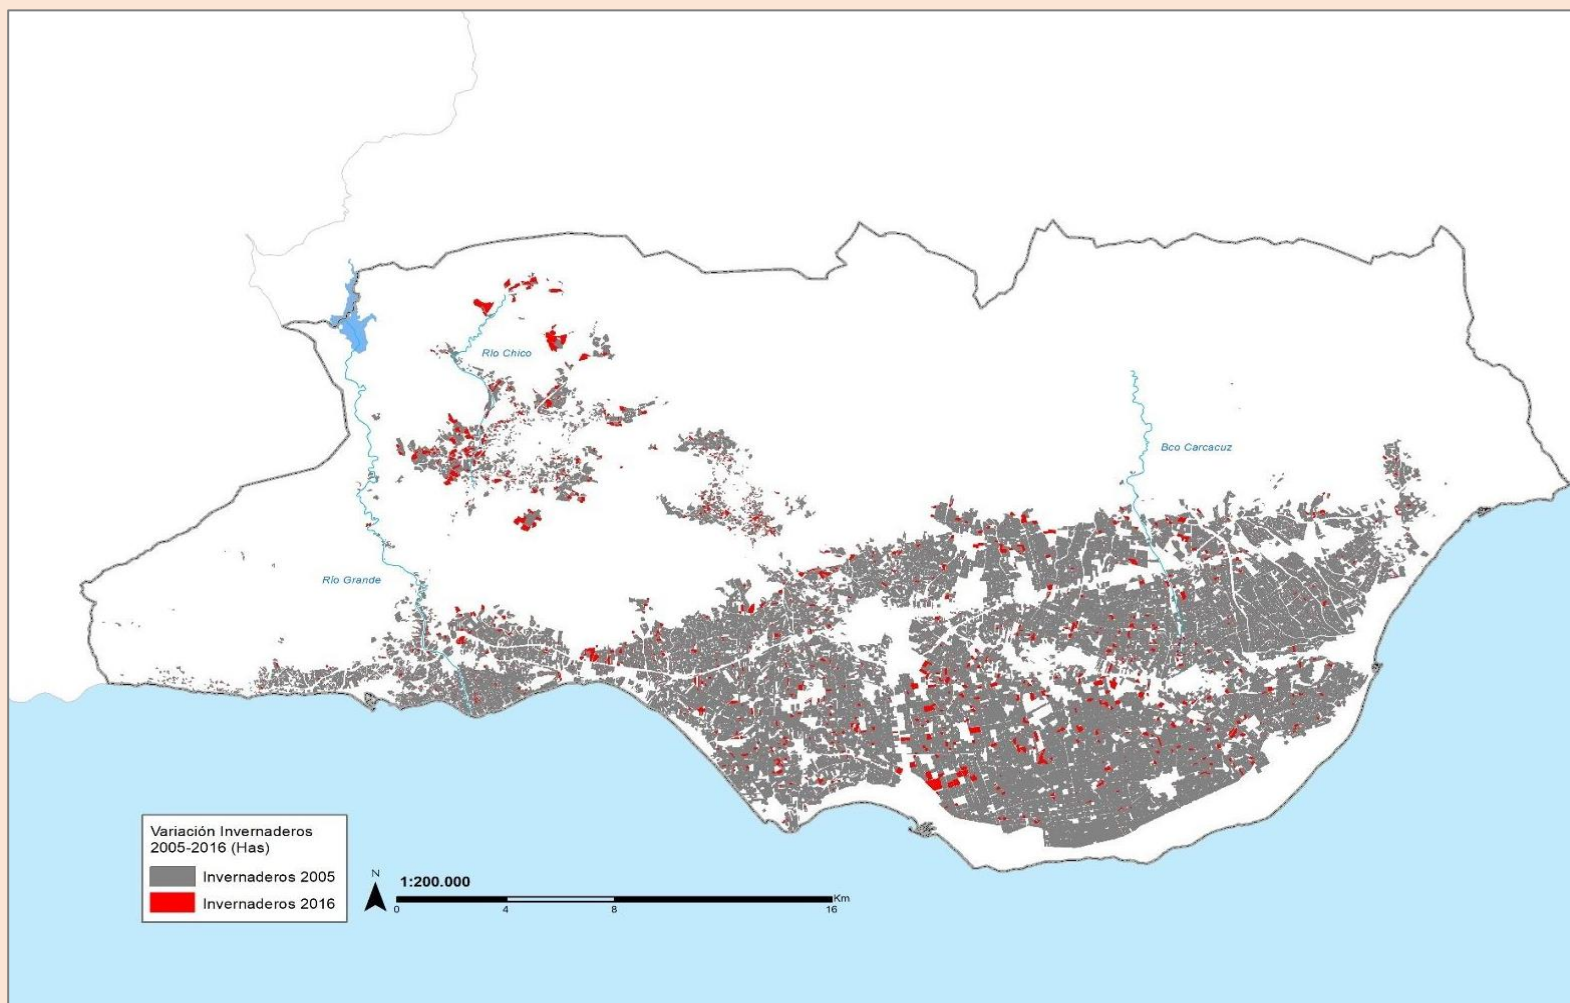 Río Chico
Bco Carcacuz
Río Grande
Variación Invernaderos
2005-2016 (Has)
Invernaderos 2005
Invernaderos 2016
N
1:200.000
Km
0 4 8 16